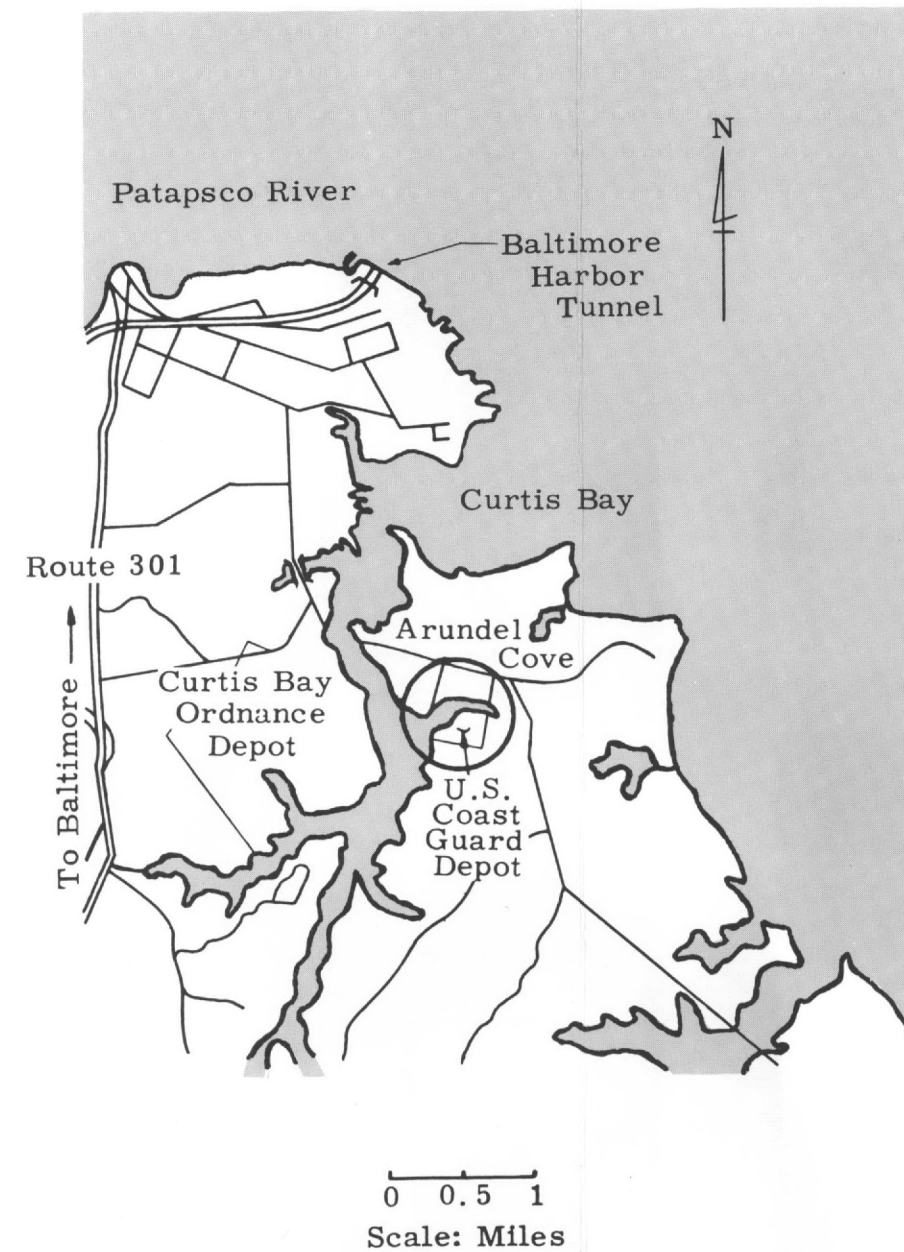 N
Patapsco River
Baltimore
Harbor
Tunnel
Curtis Bay
Route 301
Arundel
Cove
Curtis Bay
Ordnance
Depot
To Baltimore
U.S.
Coast
Guard
Depot
0 0.5 1
Scale: Miles